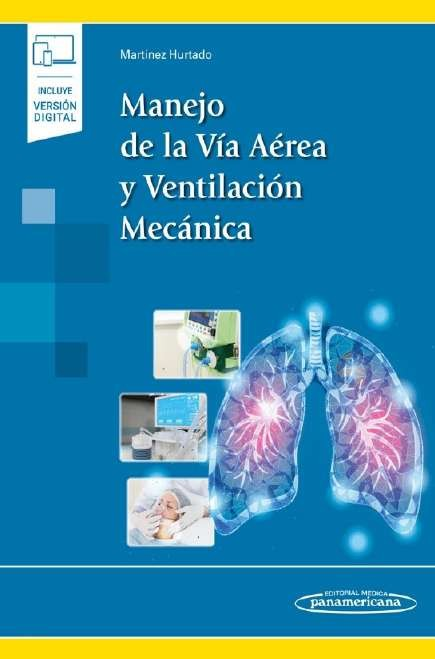 INCLUYE
VERSIÓN
DIGITAL
Martínez Hurtado
Manejo
de la Vía Aérea
y Ventilación
Mecánica
EDITORIAL MEDICA
panamericana